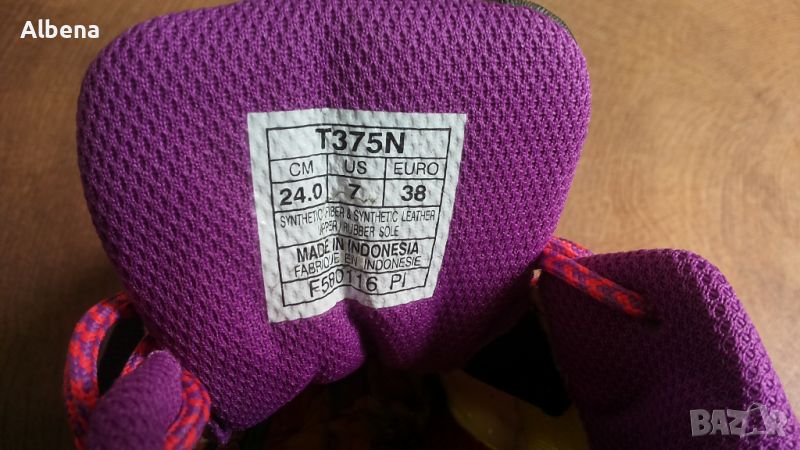 Albena
T375N
CM US EURO
24.0 7 38
SYNTHETIC FIBER & SYNTHETIC LEATHER
UPPER / RUBBER SOLE
MADE IN INDONESIA
FABRIQUE EN INDONESIE
F580116 PI
BAZAR